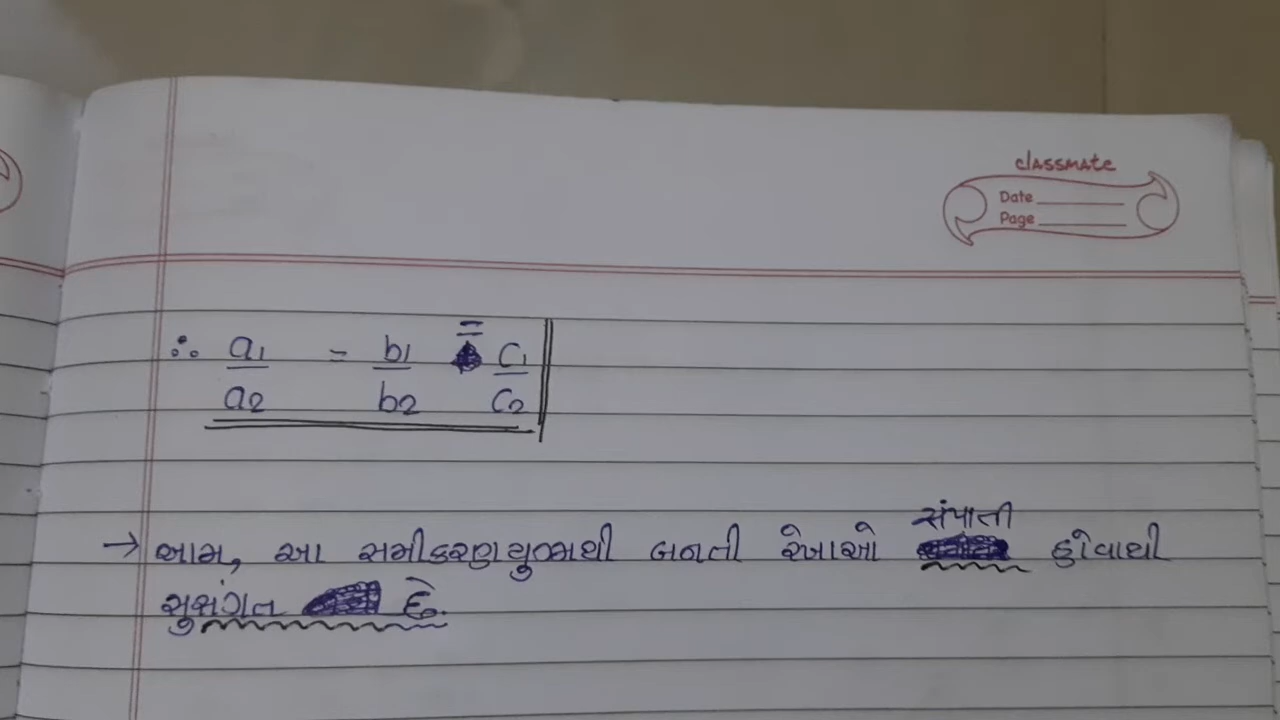 classmate
Date
Page
∴ a1/a2 = b1/b2 = c1/c2
→ આમ, આ સમીકરણયુગ્મથી બનતી રેખાઓ સંપાતી હોવાથી
સુસંગત છે.